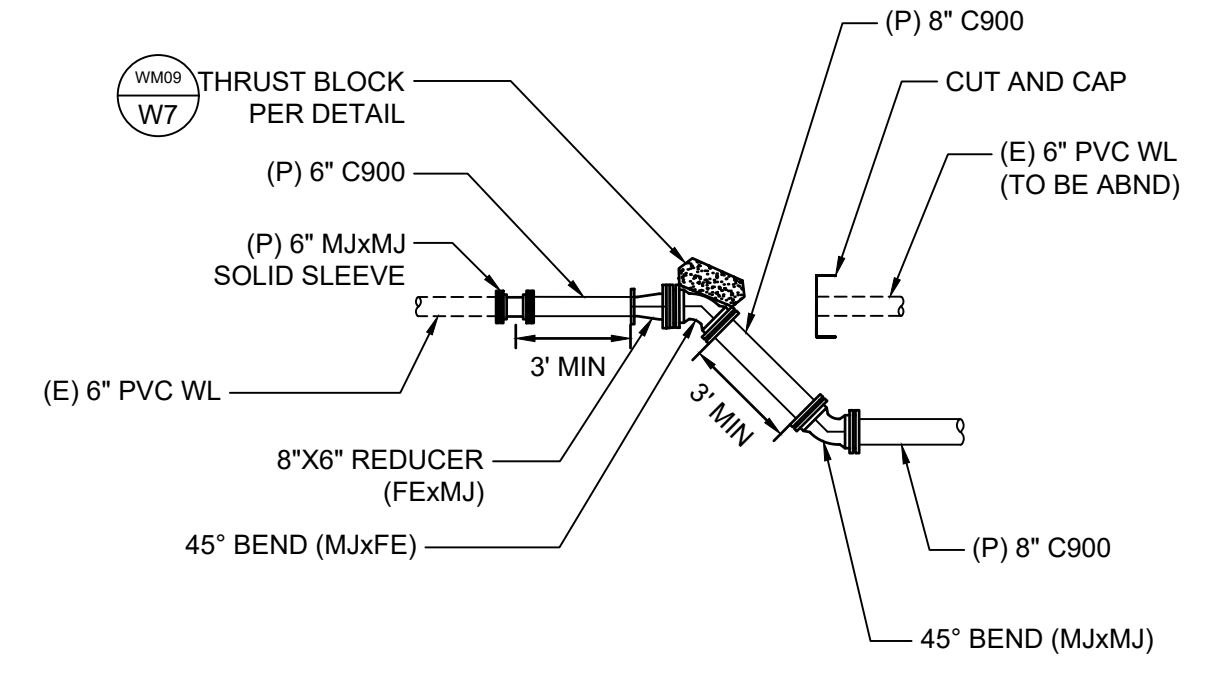 (P) 8" C900
WM09
W7
THRUST BLOCK
PER DETAIL
CUT AND CAP
(P) 6" C900
(E) 6" PVC WL
(TO BE ABND)
(P) 6" MJxMJ
SOLID SLEEVE
3' MIN
3' MIN
(E) 6" PVC WL
8"X6" REDUCER
(FExMJ)
45° BEND (MJxFE)
(P) 8" C900
45° BEND (MJxMJ)